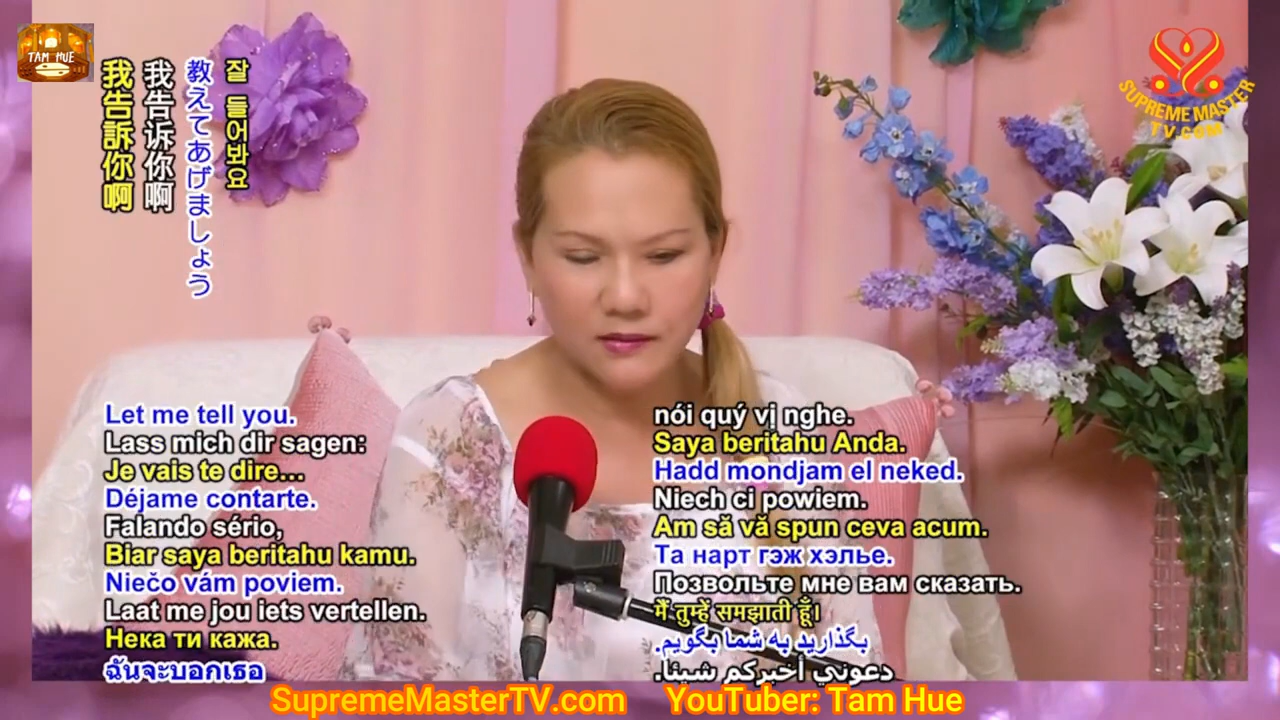 TAM HUE
我告訴你啊
我告诉你啊
教えてあげましょう
잘 들어봐요
SUPREME MASTER
TV.COM
Let me tell you.
Lass mich dir sagen:
Je vais te dire...
Déjame contarte.
Falando sério,
Biar saya beritahu kamu.
Niečo vám poviem.
Laat me jou iets vertellen.
Нека ти кажа.
ฉันจะบอกเธอ
nói quý vị nghe.
Saya beritahu Anda.
Hadd mondjam el neked.
Niech ci powiem.
Am să vă spun ceva acum.
Та нарт гэж хэлье.
Позвольте мне вам сказать.
मैं तुम्हें समझाती हूँ।
بگذارید به شما بگویم.
دعوني أخبركم شيئا.
SupremeMasterTV.com YouTuber: Tam Hue